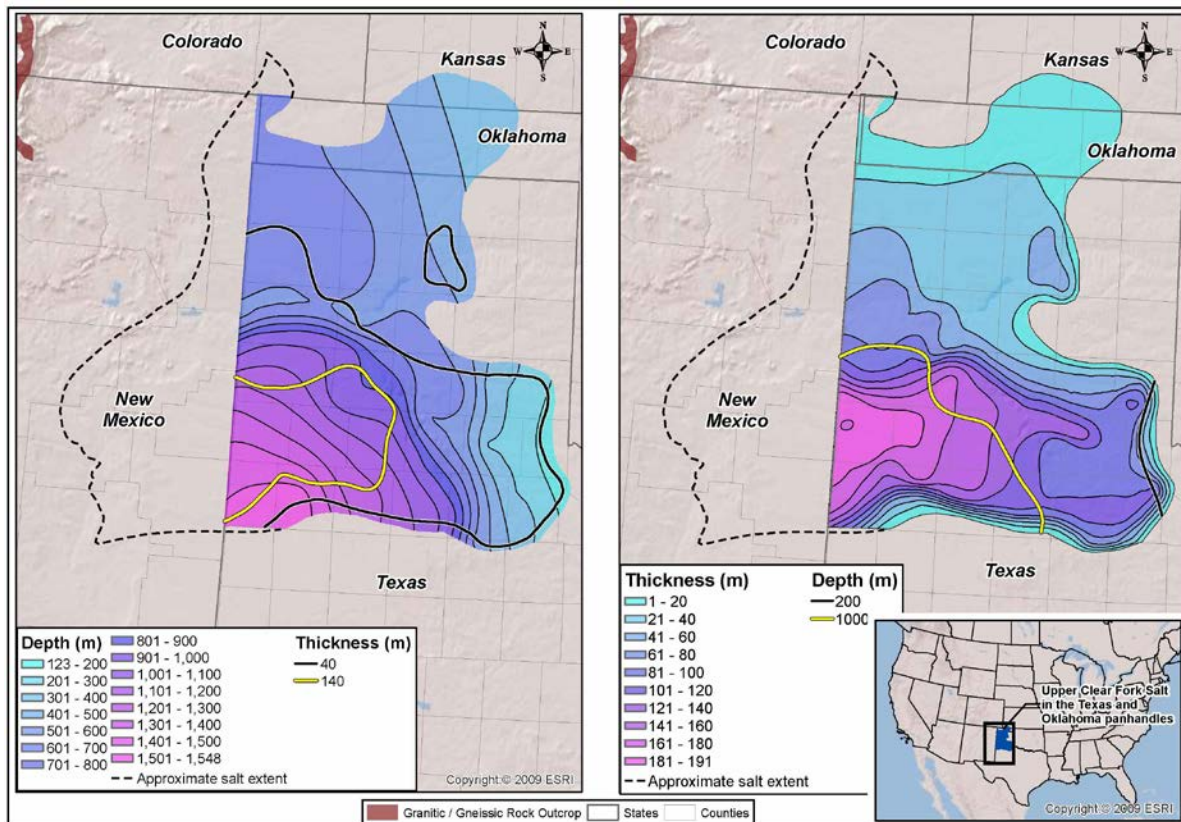 Colorado
Kansas
N
W E
S
Oklahoma
New
Mexico
Texas
Depth (m)
123 - 200
201 - 300
301 - 400
401 - 500
501 - 600
601 - 700
701 - 800
801 - 900
901 - 1,000
1,001 - 1,100
1,101 - 1,200
1,201 - 1,300
1,301 - 1,400
1,401 - 1,500
1,501 - 1,548
Thickness (m)
40
140
Approximate salt extent
Copyright © 2009 ESRI
Colorado
Kansas
N
W E
S
Oklahoma
New
Mexico
Texas
Thickness (m)
1 - 20
21 - 40
41 - 60
61 - 80
81 - 100
101 - 120
121 - 140
141 - 160
161 - 180
181 - 191
Depth (m)
200
1000
Approximate salt extent
Upper Clear Fork Salt
in the Texas and
Oklahoma panhandles
Copyright © 2009 ESRI
Granitic / Gneissic Rock Outcrop States Counties